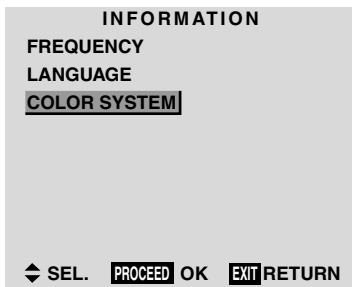 INFORMATION
FREQUENCY
LANGUAGE
COLOR SYSTEM
SEL. PROCEED OK EXIT RETURN